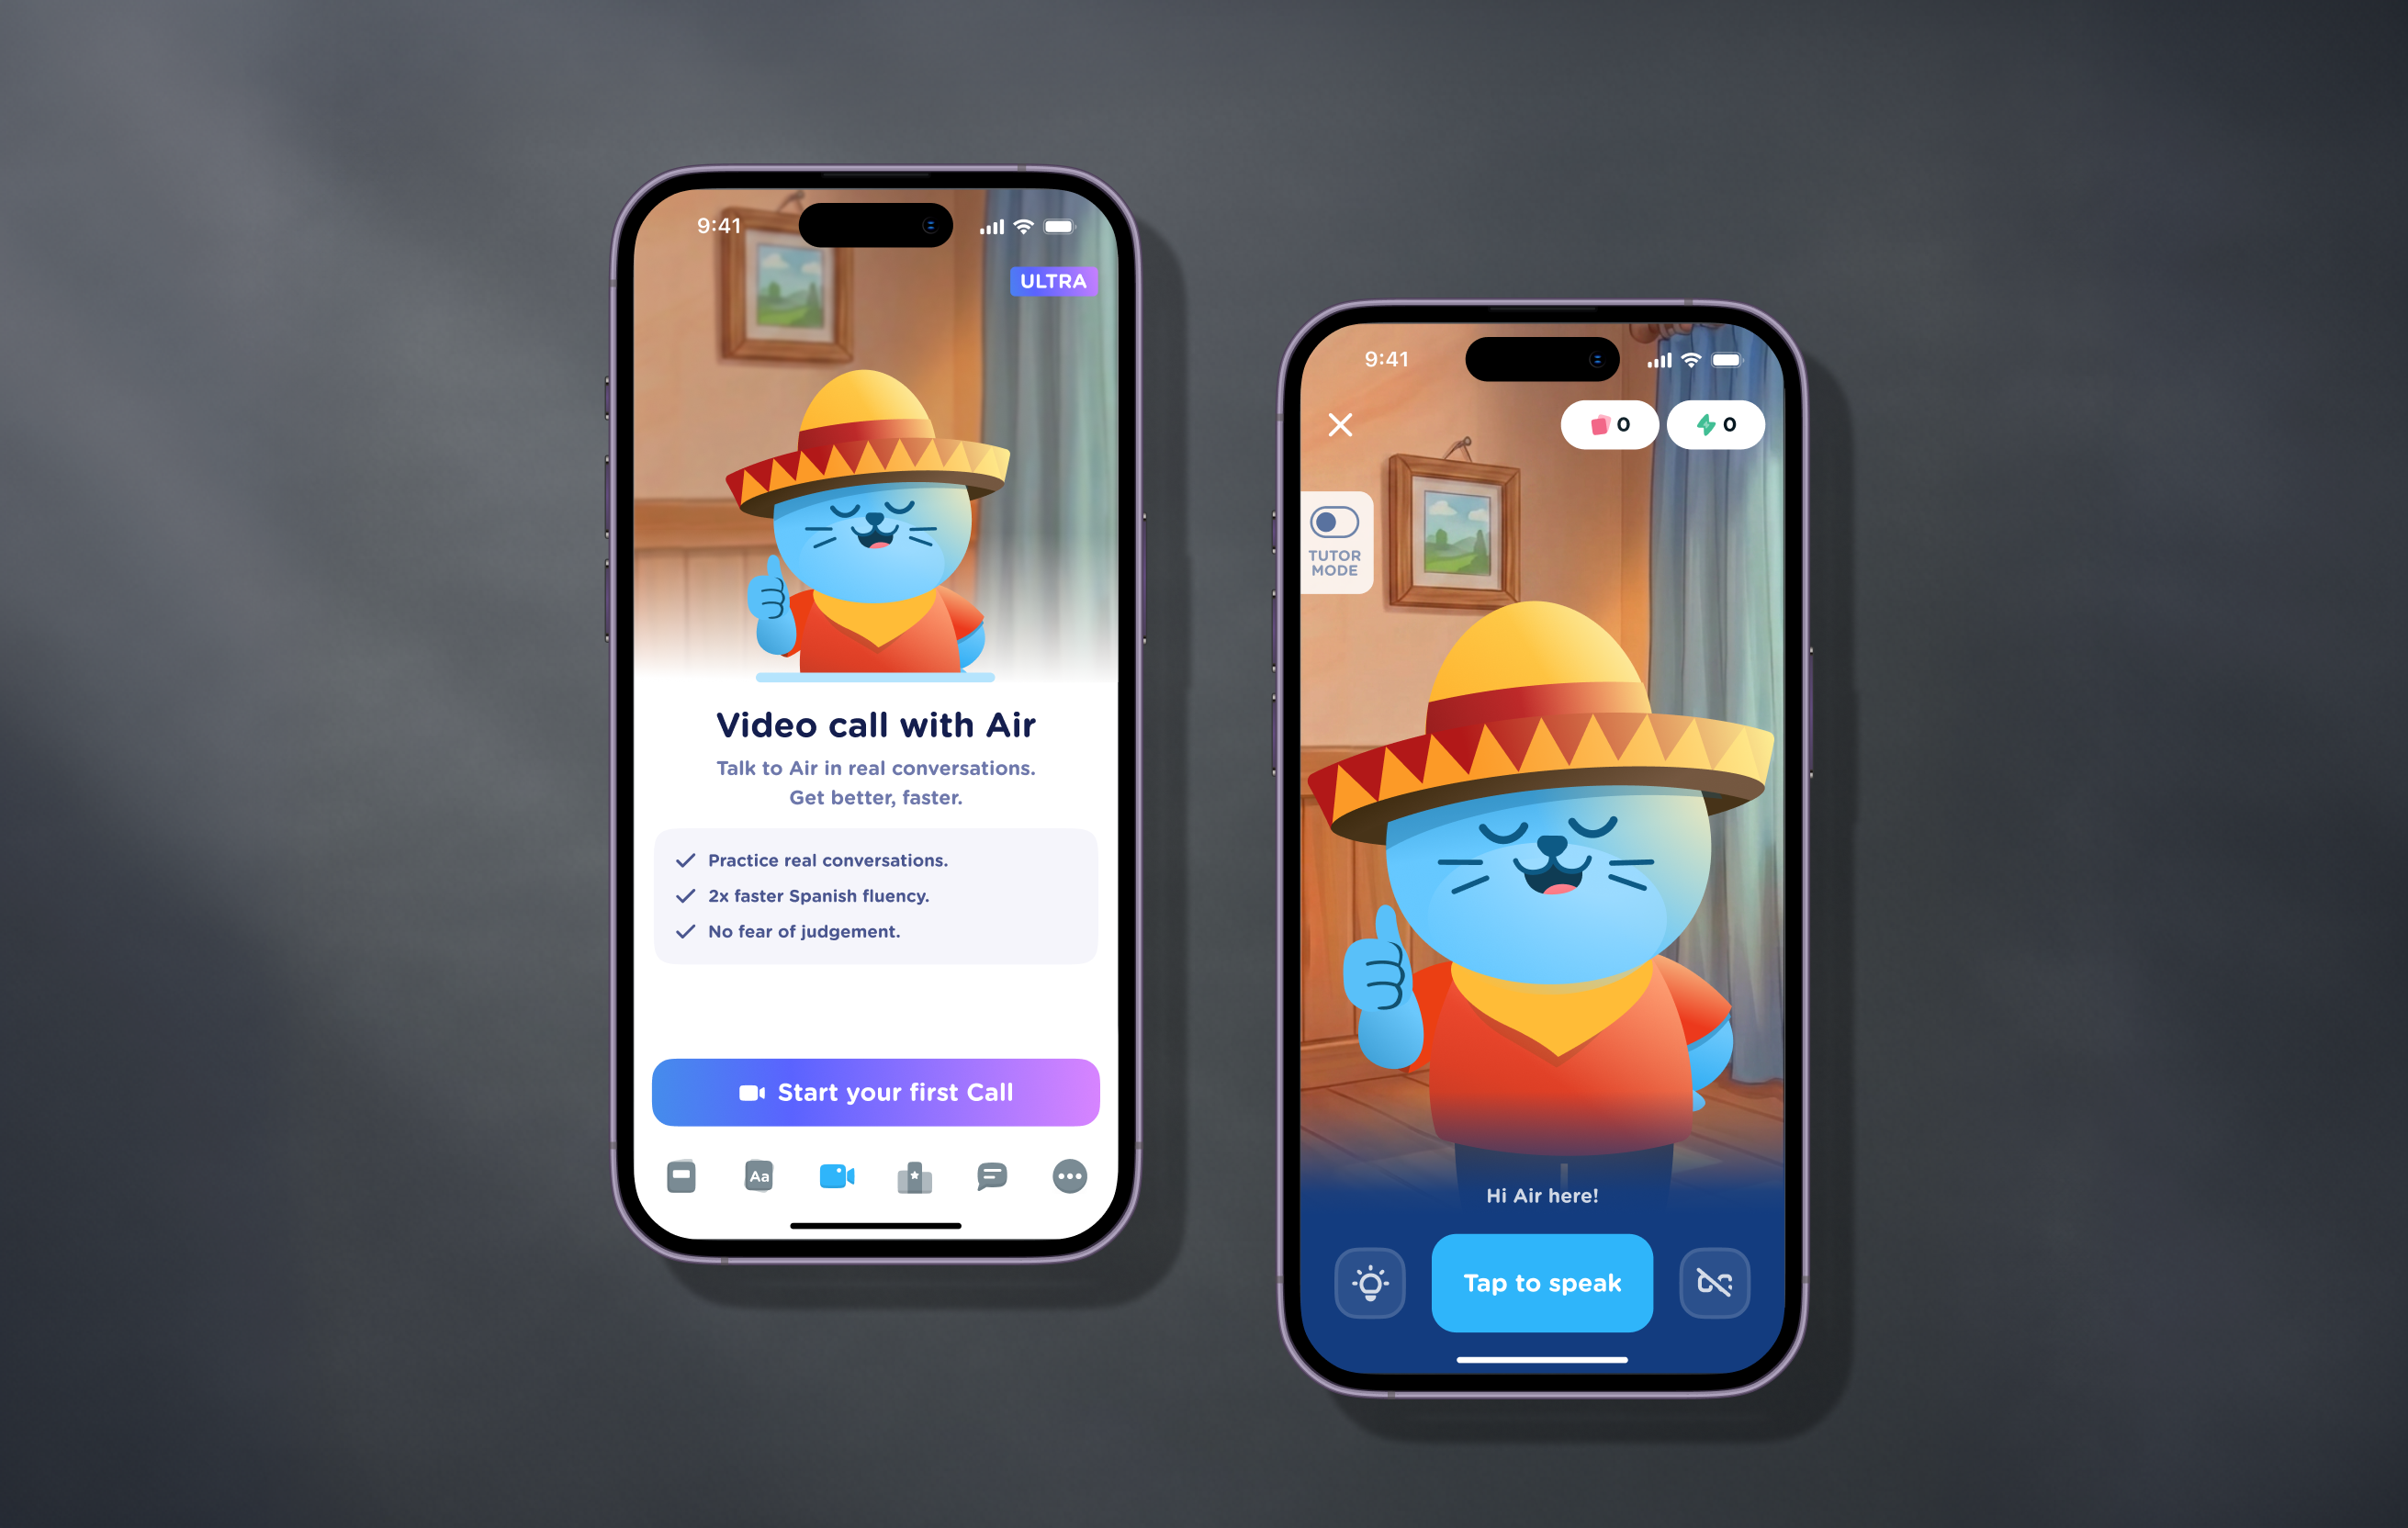 9:41
ULTRA
Video call with Air
Talk to Air in real conversations.
Get better, faster.
Practice real conversations.
2x faster Spanish fluency.
No fear of judgement.
Start your first Call
Aa
9:41
0
0
TUTOR
MODE
Hi Air here!
Tap to speak